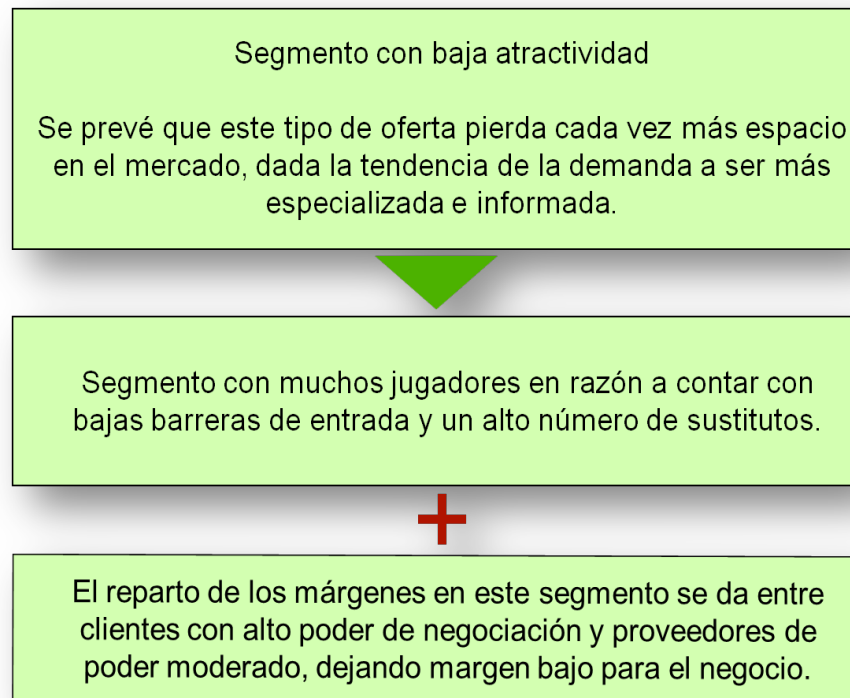 Segmento con baja atractividad
Se prevé que este tipo de oferta pierda cada vez más espacio
en el mercado, dada la tendencia de la demanda a ser más
especializada e informada.
Segmento con muchos jugadores en razón a contar con
bajas barreras de entrada y un alto número de sustitutos.
+
El reparto de los márgenes en este segmento se da entre
clientes con alto poder de negociación y proveedores de
poder moderado, dejando margen bajo para el negocio.